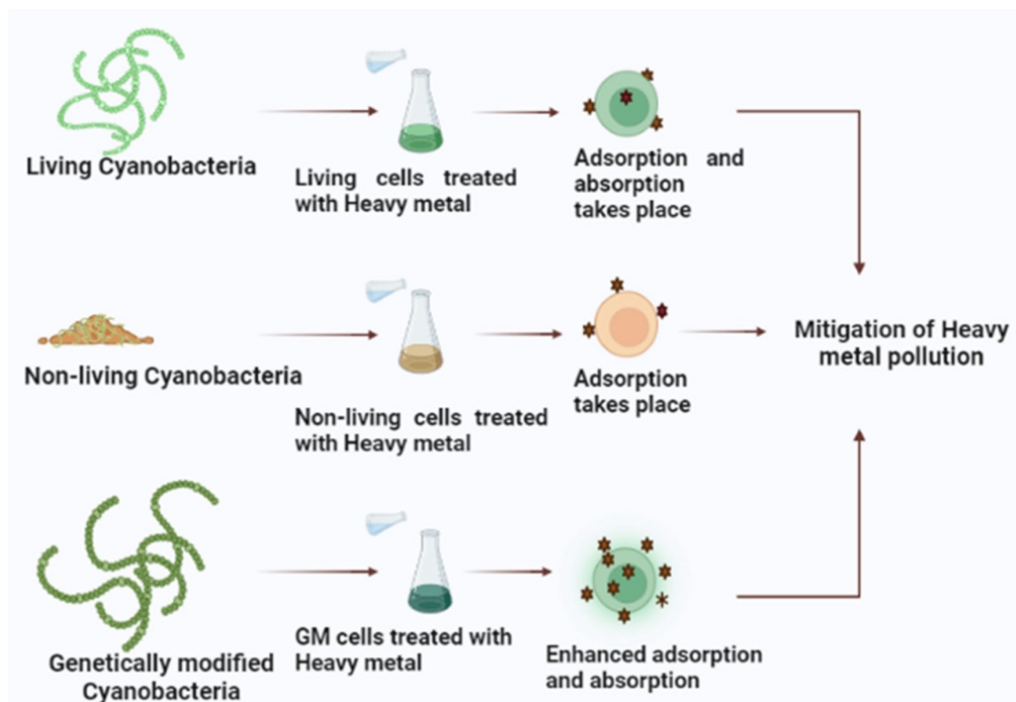 Living Cyanobacteria
Living cells treated
with Heavy metal
Adsorption and
absorption
takes place
Non-living Cyanobacteria
Non-living cells treated
with Heavy metal
Adsorption
takes place
Mitigation of Heavy
metal pollution
Genetically modified
Cyanobacteria
GM cells treated with
Heavy metal
Enhanced adsorption
and absorption